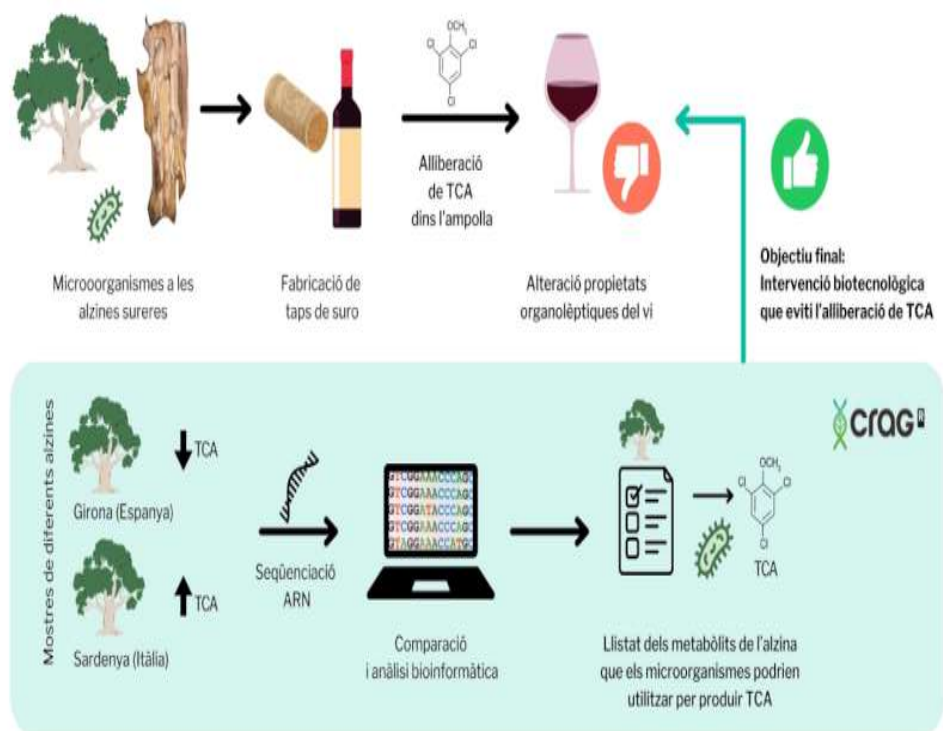 OCH₃
Cl
Cl
Cl
Alliberació
de TCA
dins l'ampolla
Microoorganismes a les
alzines sureres
Fabricació de
taps de suro
Alteració propietats
organolèptiques del vi
Objectiu final:
Intervenció biotecnològica
que eviti l'alliberació de TCA
Mostres de diferents alzines
TCA
Girona (Espanya)
TCA
Sardenya (Itàlia)
Seqüenciació
ARN
GTCGGAAACCCAGC
GTCGGAAACCCAGC
GTCGGATACCCAGC
GTCGGAAACCCAGC
GTAGGAAACCATGC
Comparació
i anàlisi bioinformàtica
OCH₃
Cl
Cl
Cl
TCA
Llistat dels metabòlits de l'alzina
que els microorganismes podrien
utilitzar per produir TCA
CRAG R